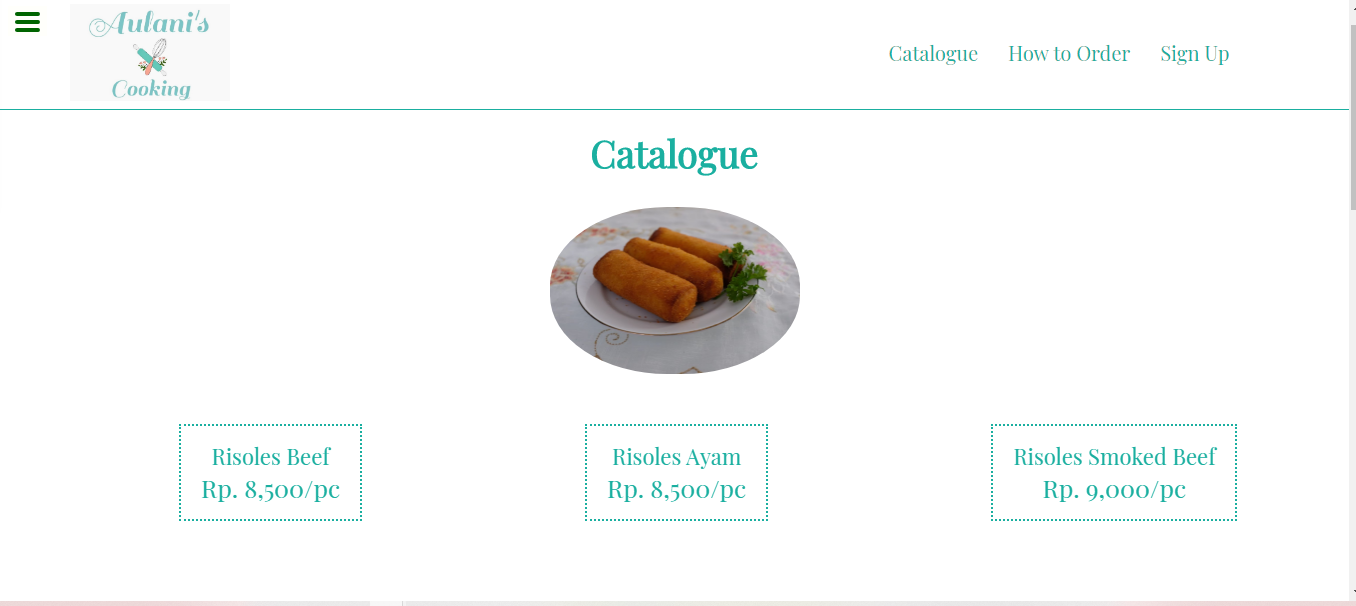 Aulani's
Cooking
Catalogue
How to Order
Sign Up
Catalogue
Risoles Beef
Rp. 8,500/pc
Risoles Ayam
Rp. 8,500/pc
Risoles Smoked Beef
Rp. 9,000/pc